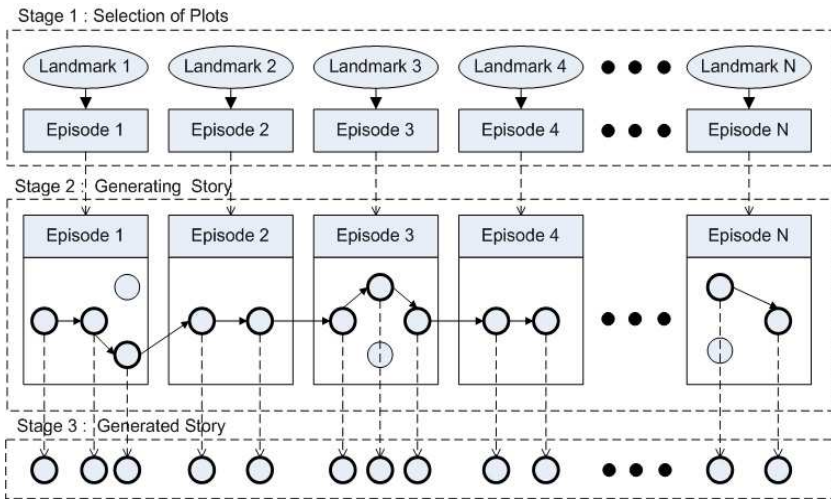 Stage 1 : Selection of Plots
Landmark 1 Landmark 2 Landmark 3 Landmark 4 Landmark N
Episode 1 Episode 2 Episode 3 Episode 4 Episode N
Stage 2 : Generating Story
Episode 1 Episode 2 Episode 3 Episode 4 Episode N
Stage 3 : Generated Story